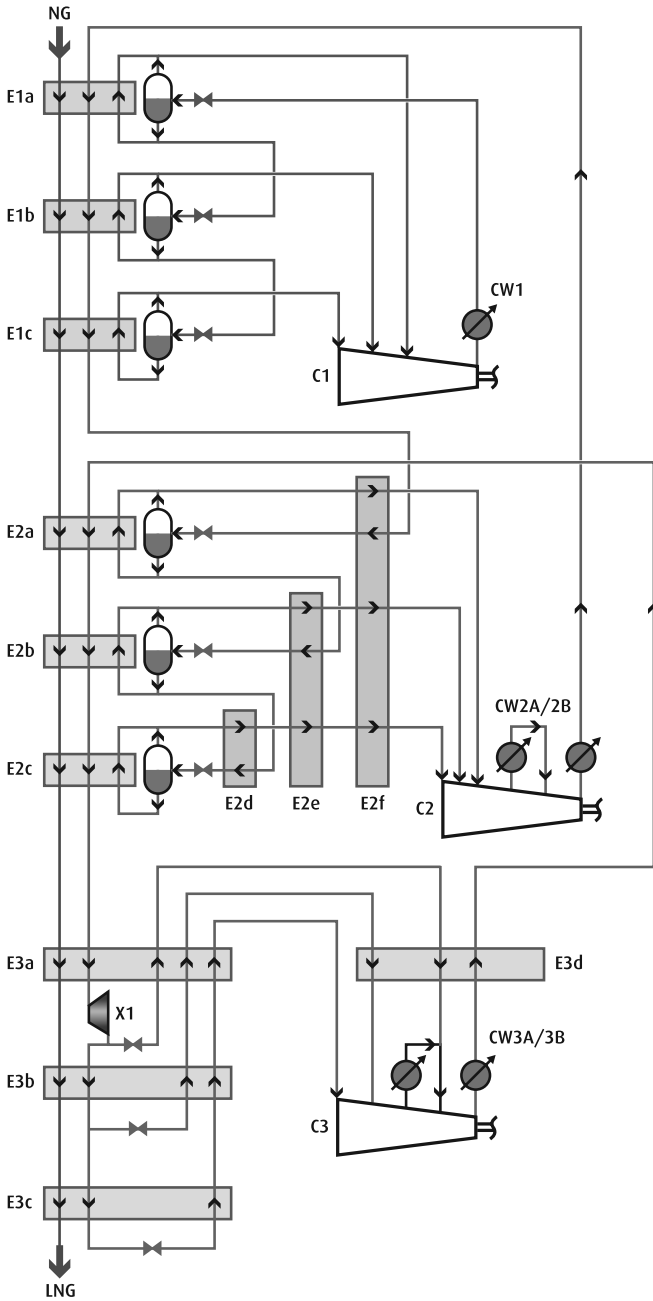 NG
E1a
E1b
CW1
E1c
C1
E2a
E2b
CW2A/2B
E2c
E2d
E2e
E2f
C2
E3a
E3d
X1
CW3A/3B
E3b
C3
E3c
LNG